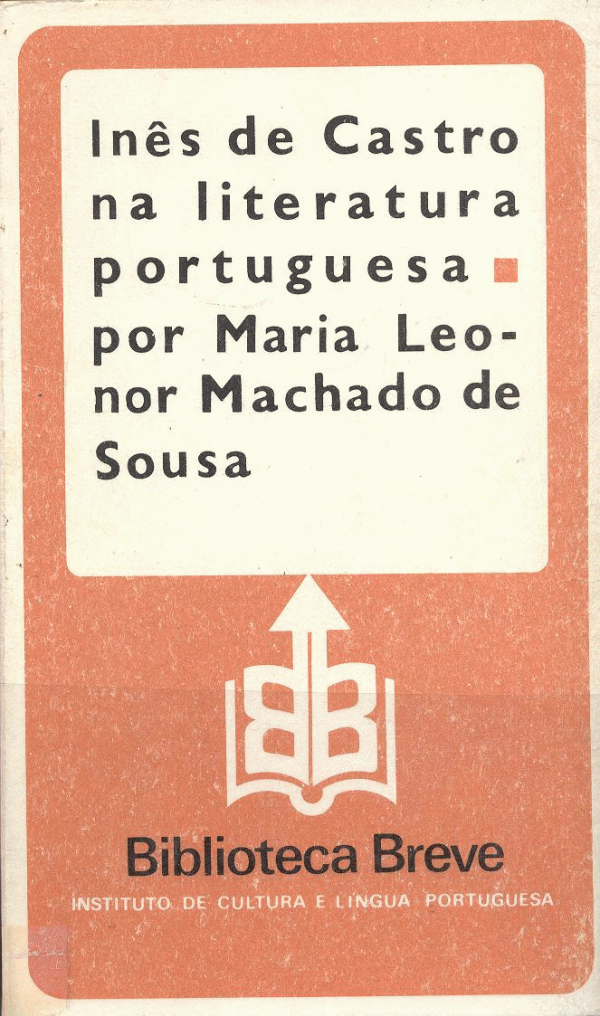 Inês de Castro
na literatura
portuguesa
por Maria Leo-
nor Machado de
Sousa
BB
Biblioteca Breve
INSTITUTO DE CULTURA E LÍNGUA PORTUGUESA